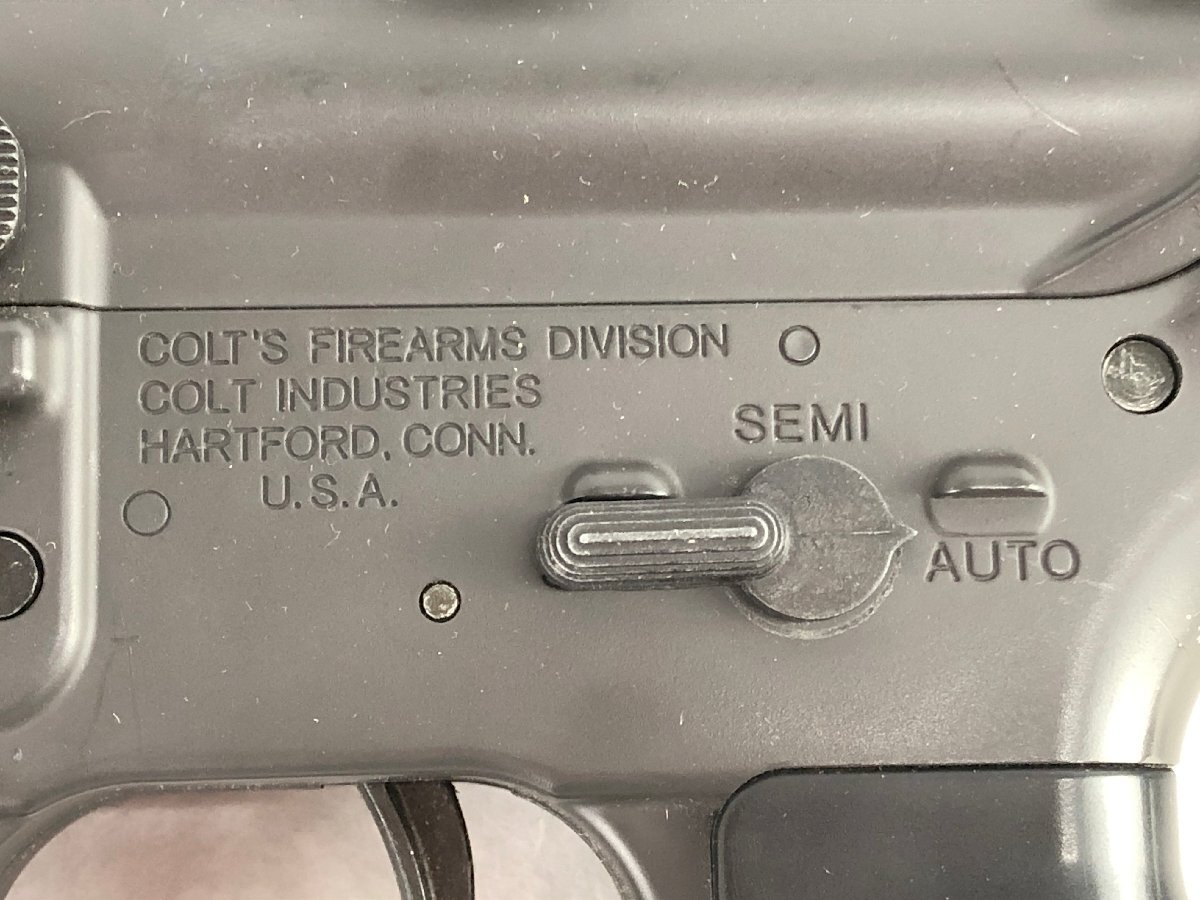 COLT'S FIREARMS DIVISION
COLT INDUSTRIES
HARTFORD, CONN.
U.S.A.
SEMI
AUTO